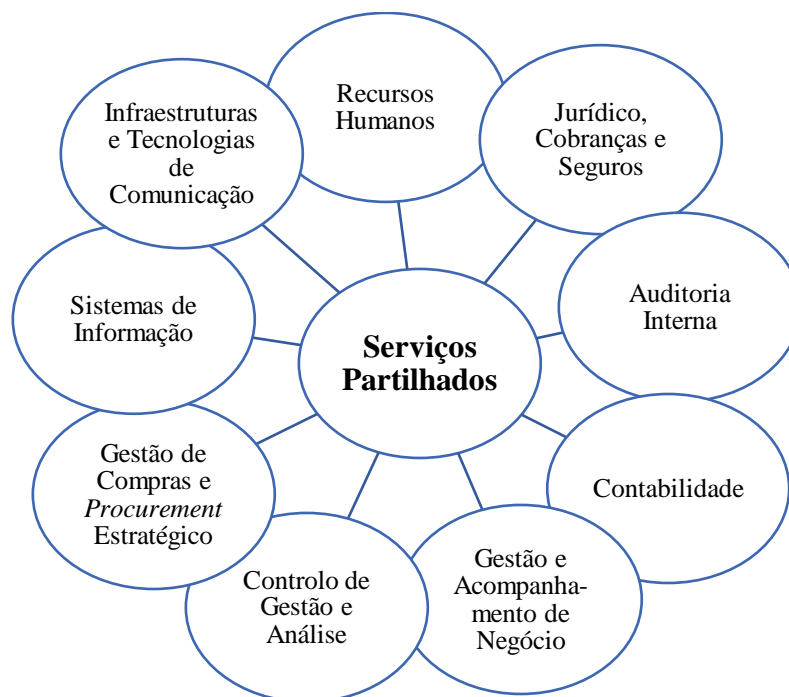 Recursos
Humanos
Jurídico,
Cobranças e
Seguros
Auditoria
Interna
Contabilidade
Gestão e
Acompanha-
mento de
Negócio
Controlo de
Gestão e
Análise
Gestão de
Compras e
Procurement
Estratégico
Sistemas de
Informação
Infraestruturas
e Tecnologias
de
Comunicação
Serviços
Partilhados